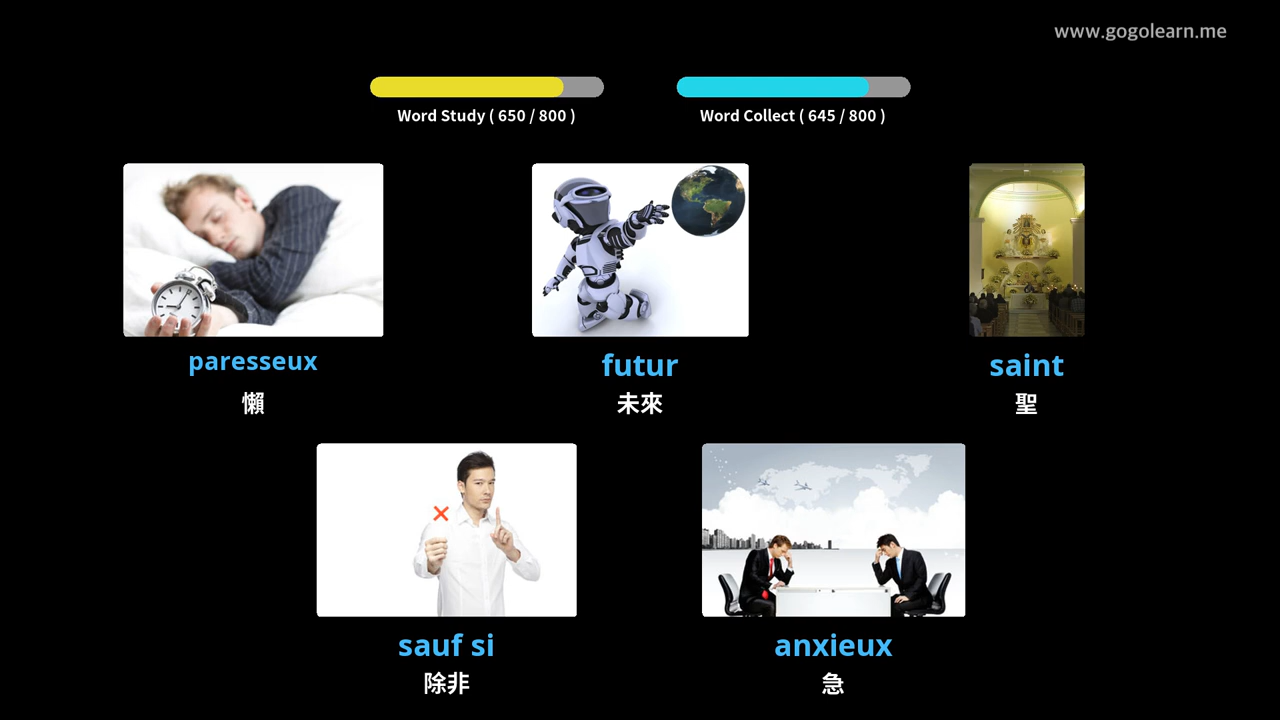 www.gogolearn.me
Word Study ( 650 / 800 )
Word Collect ( 645 / 800 )
paresseux
懶
futur
未來
saint
聖
sauf si
除非
anxieux
急